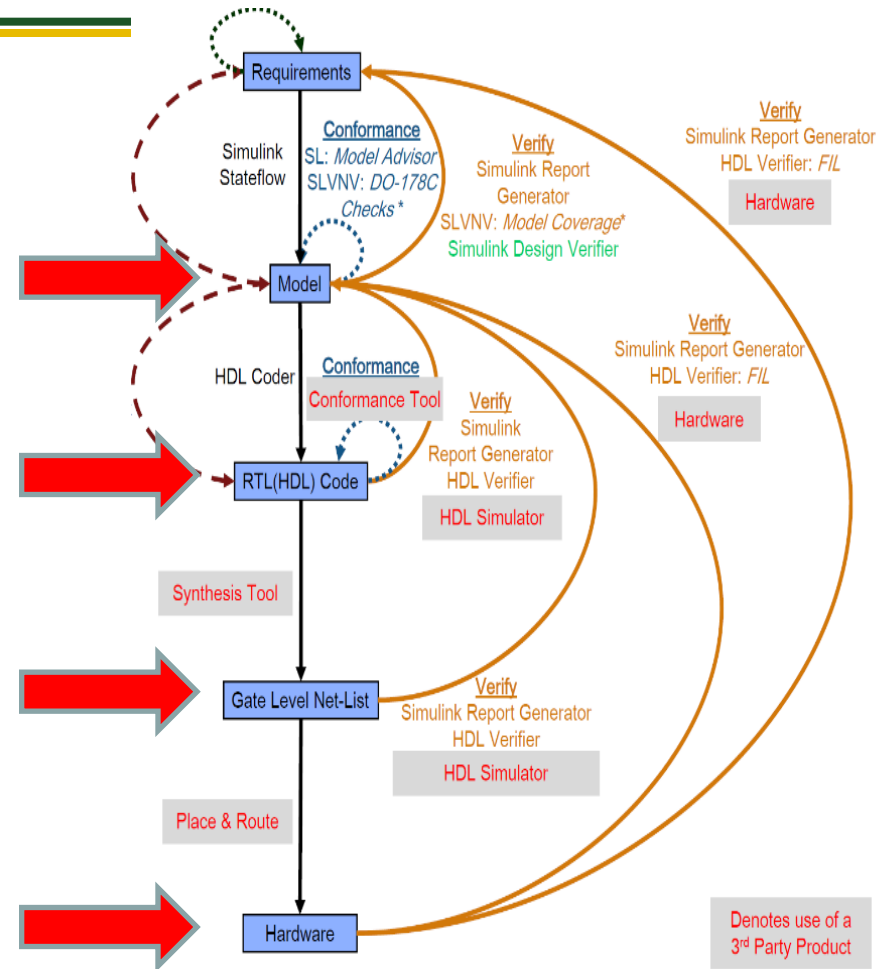 Requirements
Simulink
Stateflow
Conformance
SL: Model Advisor
SLVNV: DO-178C
Checks *
Verify
Simulink Report
Generator
SLVNV: Model Coverage*
Simulink Design Verifier
Verify
Simulink Report Generator
HDL Verifier: FIL
Hardware
Model
HDL Coder
Conformance
Conformance Tool
Verify
Simulink
Report Generator
HDL Verifier
HDL Simulator
Verify
Simulink Report Generator
HDL Verifier: FIL
Hardware
RTL(HDL) Code
Synthesis Tool
Gate Level Net-List
Verify
Simulink Report Generator
HDL Verifier
HDL Simulator
Place & Route
Hardware
Denotes use of a
3rd Party Product